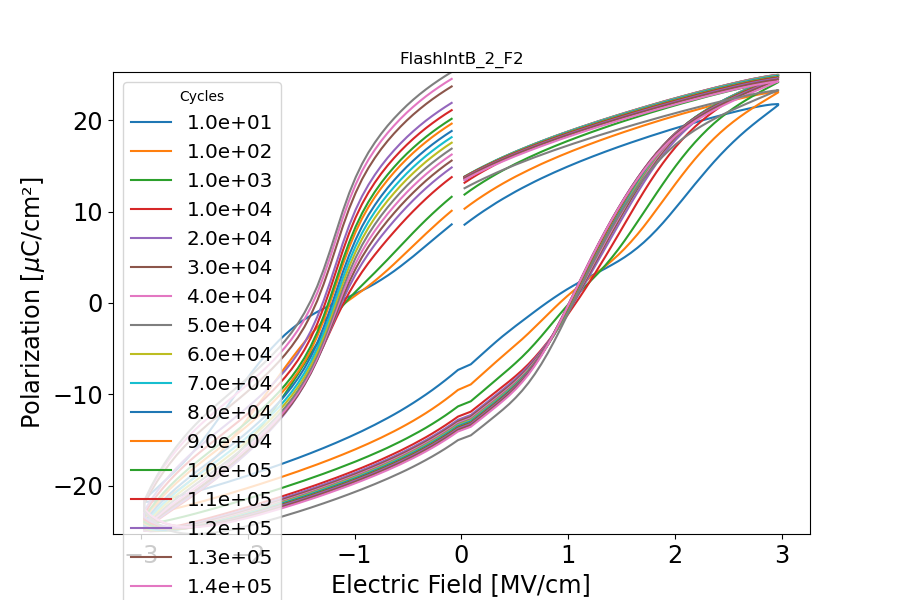 FlashIntB_2_F2
Polarization [μC/cm²]
20
10
0
−10
−20
Cycles
1.0e+01
1.0e+02
1.0e+03
1.0e+04
2.0e+04
3.0e+04
4.0e+04
5.0e+04
6.0e+04
7.0e+04
8.0e+04
9.0e+04
1.0e+05
1.1e+05
1.2e+05
1.3e+05
1.4e+05
−3 −2 −1 0 1 2 3
Electric Field [MV/cm]